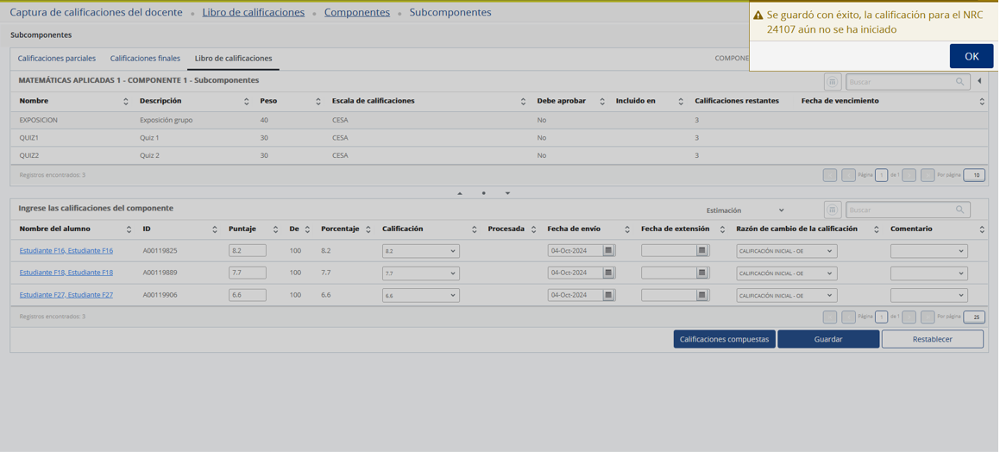 Captura de calificaciones del docente • Libro de calificaciones • Componentes • Subcomponentes
Se guardó con éxito, la calificación para el NRC
24107 aún no se ha iniciado
OK
Subcomponentes
Calificaciones parciales Calificaciones finales Libro de calificaciones COMPONE
MATEMÁTICAS APLICADAS 1 - COMPONENTE 1 - Subcomponentes Buscar
Nombre Descripción Peso Escala de calificaciones Debe aprobar Incluido en Calificaciones restantes Fecha de vencimiento
EXPOSICION Exposición grupo 40 CESA No 3
QUIZ1 Quiz 1 30 CESA No 3
QUIZ2 Quiz 2 30 CESA No 3
Registros encontrados: 3 Página 1 de 1 Por página 10
Ingrese las calificaciones del componente Estimación Buscar
Nombre del alumno ID Puntaje De Porcentaje Calificación Procesada Fecha de envío Fecha de extensión Razón de cambio de la calificación Comentario
Estudiante F16, Estudiante F16 A00119825 8.2 100 8.2 8.2 04-Oct-2024 CALIFICACIÓN INICIAL - OE
Estudiante F18, Estudiante F18 A00119889 7.7 100 7.7 7.7 04-Oct-2024 CALIFICACIÓN INICIAL - OE
Estudiante F27, Estudiante F27 A00119906 6.6 100 6.6 6.6 04-Oct-2024 CALIFICACIÓN INICIAL - OE
Registros encontrados: 3 Página 1 de 1 Por página 25
Calificaciones compuestas Guardar Restablecer